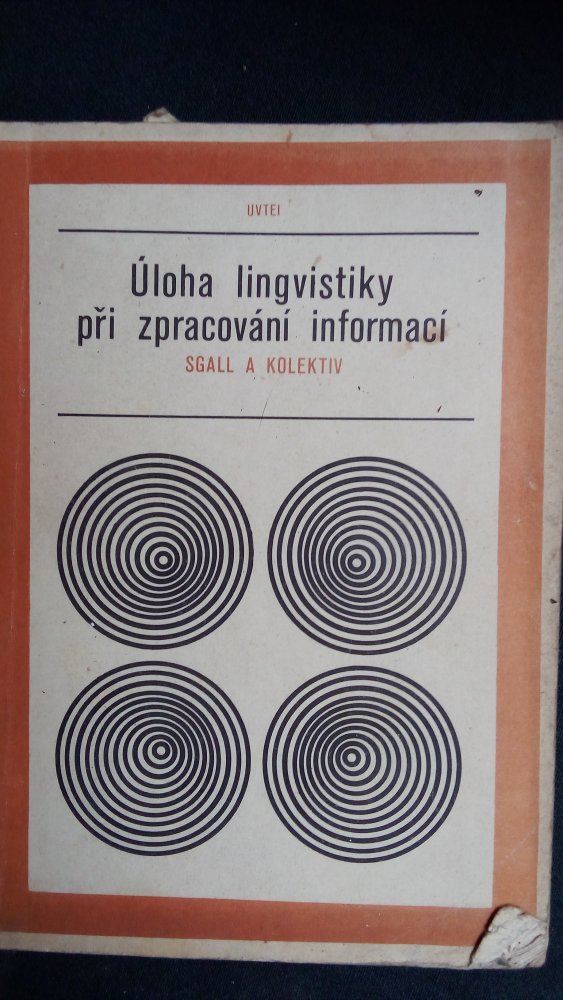 UVTEI
Úloha lingvistiky
při zpracování informací
SGALL A KOLEKTIV